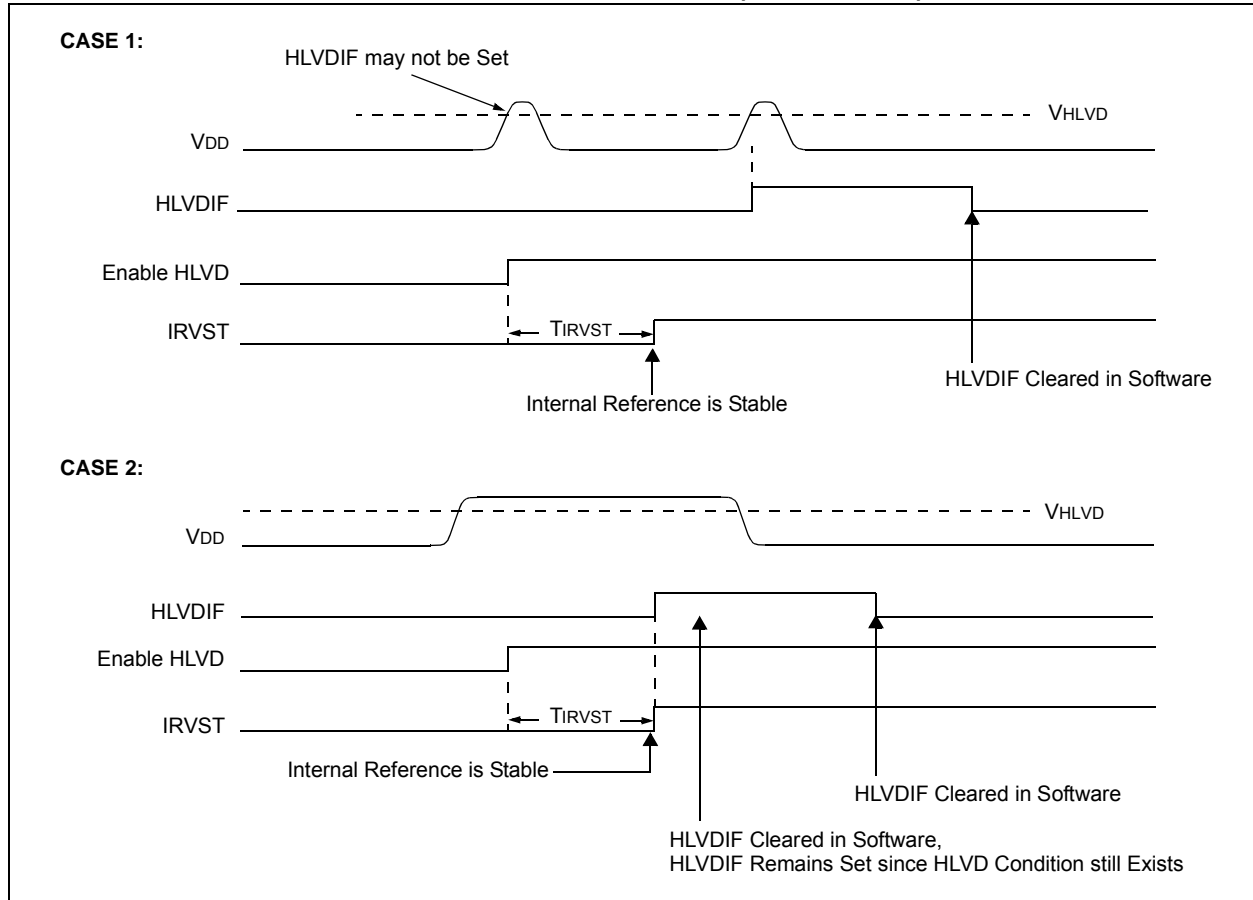 CASE 1:
HLVDIF may not be Set
VHLVD
VDD
HLVDIF
Enable HLVD
TIRVST
IRVST
HLVDIF Cleared in Software
Internal Reference is Stable
CASE 2:
VHLVD
VDD
HLVDIF
Enable HLVD
TIRVST
IRVST
Internal Reference is Stable
HLVDIF Cleared in Software
HLVDIF Cleared in Software,
HLVDIF Remains Set since HLVD Condition still Exists